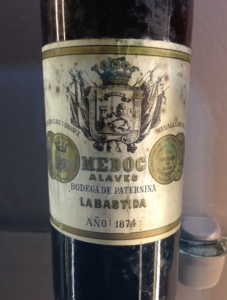 MEDOC
ALAVES
BODEGA DE PATERNINA
LABASTIDA
AÑO 1874